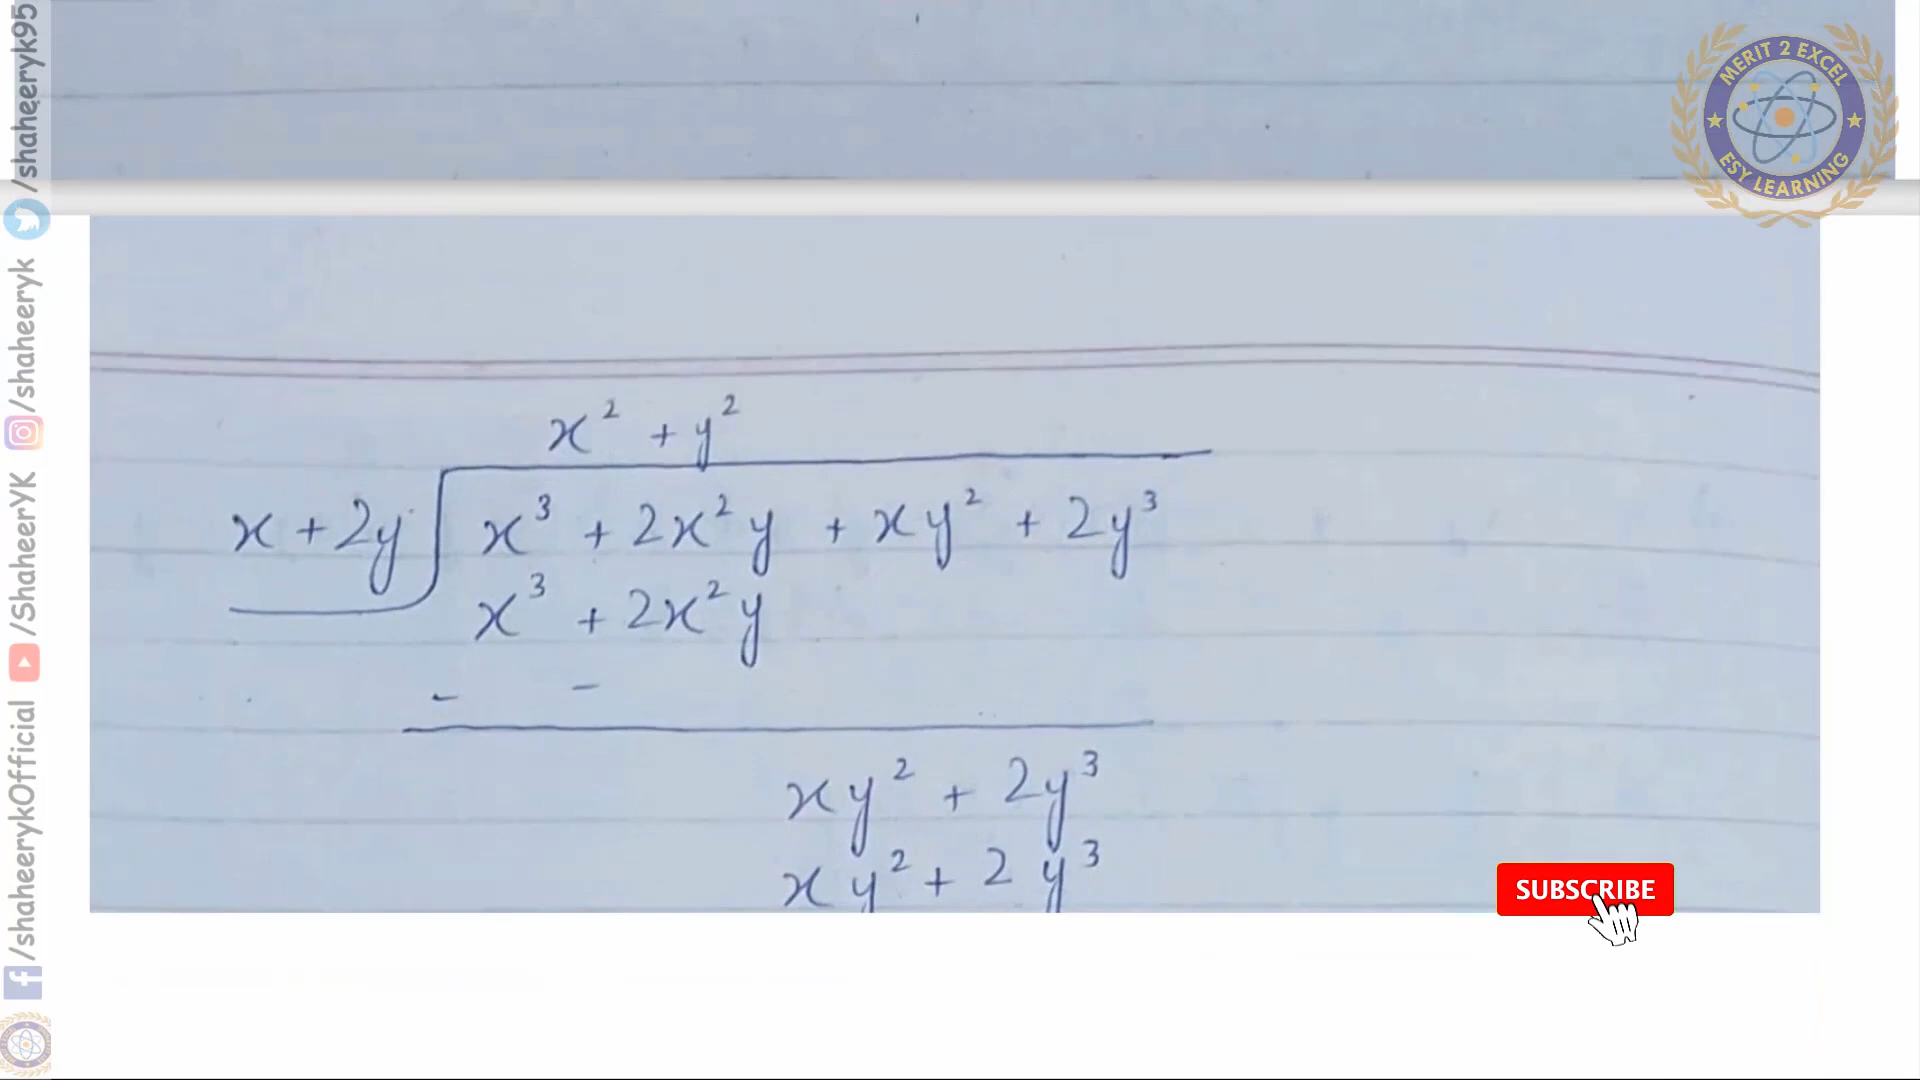 MERIT 2 EXCEL
ESY LEARNING
/shaheeryk95
/shaheeryk
/ShaheerYK
/shaheerykOfficial
x² + y²
x + 2y x³ + 2x²y + xy² + 2y³
x³ + 2x²y
- -
xy² + 2y³
xy² + 2y³
SUBSCRIBE